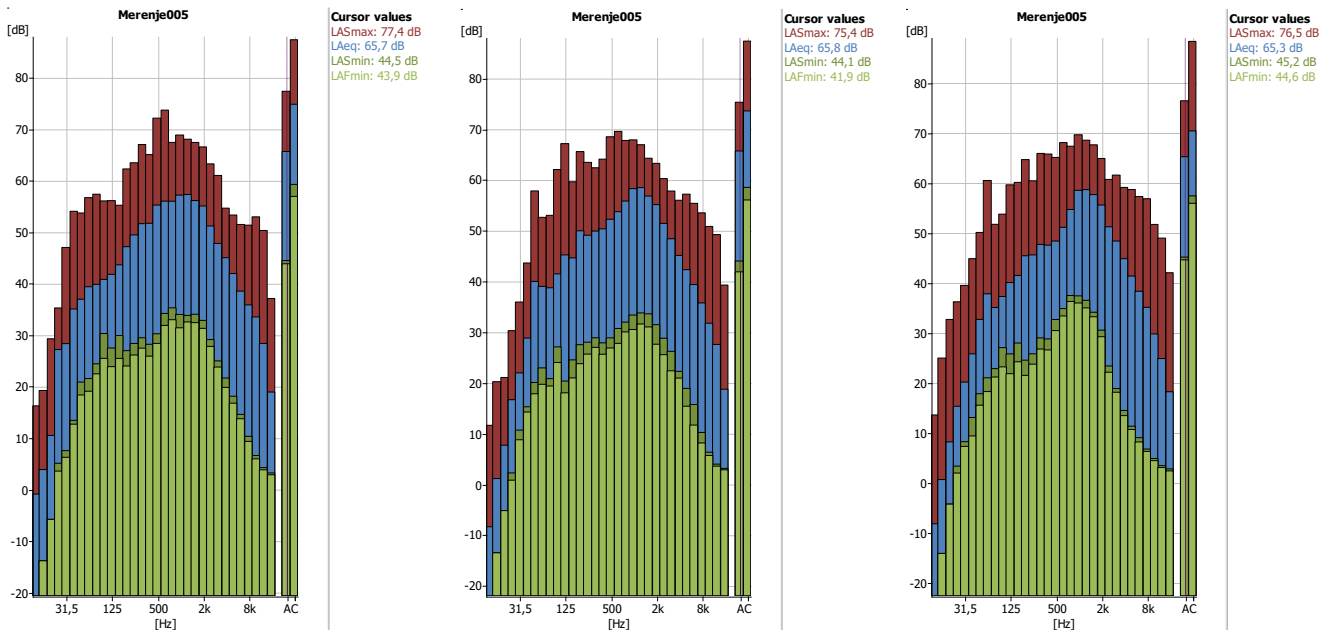 Merenje005
[dB]
80
70
60
50
40
30
20
10
0
-10
-20
31,5 125 500 2k 8k AC
[Hz]
Cursor values
LASmax: 77,4 dB
LAeq: 65,7 dB
LASmin: 44,5 dB
LAFmin: 43,9 dB
Merenje005
[dB]
80
70
60
50
40
30
20
10
0
-10
-20
31,5 125 500 2k 8k AC
[Hz]
Cursor values
LASmax: 75,4 dB
LAeq: 65,8 dB
LASmin: 44,1 dB
LAFmin: 41,9 dB
Merenje005
[dB]
80
70
60
50
40
30
20
10
0
-10
-20
31,5 125 500 2k 8k AC
[Hz]
Cursor values
LASmax: 76,5 dB
LAeq: 65,3 dB
LASmin: 45,2 dB
LAFmin: 44,6 dB